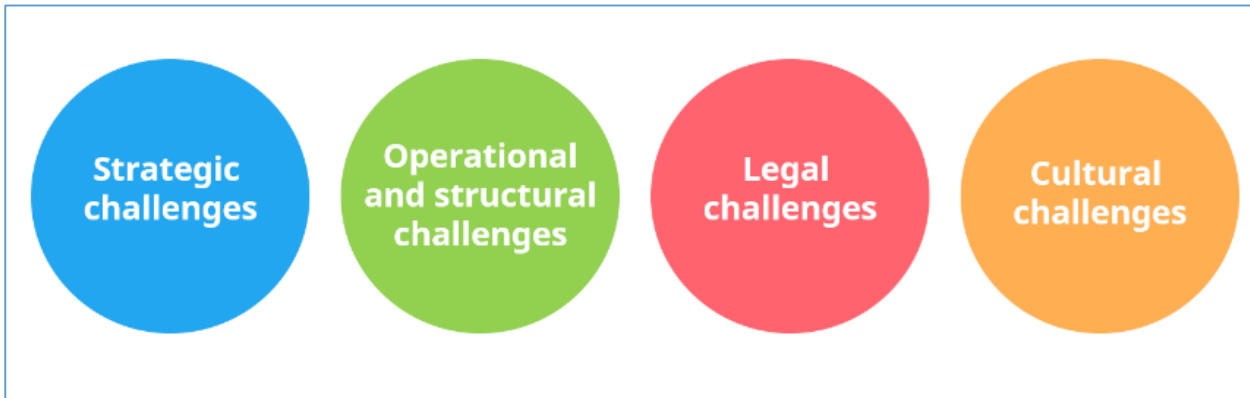 Strategic
challenges
Operational
and structural
challenges
Legal
challenges
Cultural
challenges